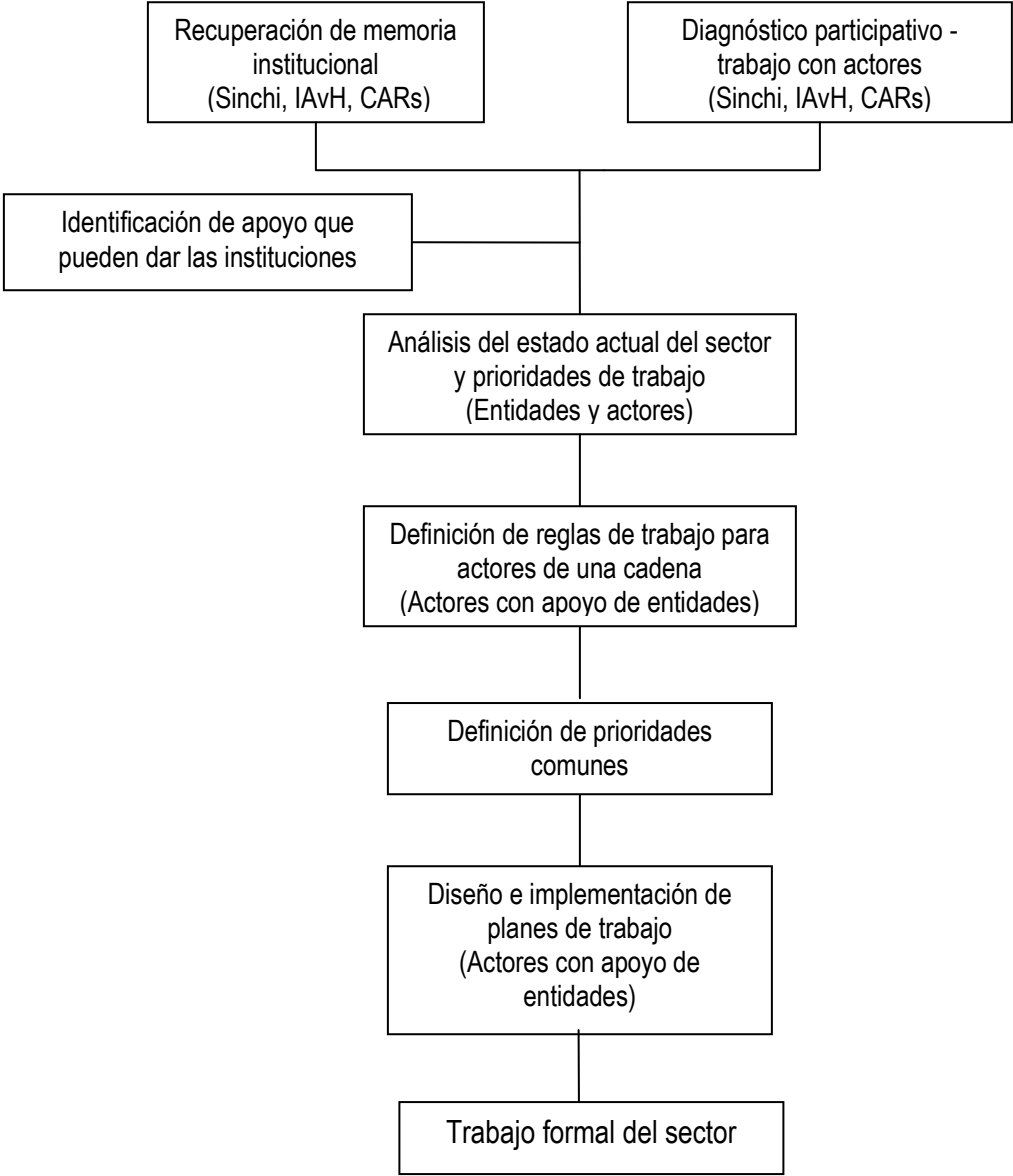 Recuperación de memoria
institucional
(Sinchi, IAvH, CARs)
Diagnóstico participativo -
trabajo con actores
(Sinchi, IAvH, CARs)
Identificación de apoyo que
pueden dar las instituciones
Análisis del estado actual del sector
y prioridades de trabajo
(Entidades y actores)
Definición de reglas de trabajo para
actores de una cadena
(Actores con apoyo de entidades)
Definición de prioridades
comunes
Diseño e implementación de
planes de trabajo
(Actores con apoyo de
entidades)
Trabajo formal del sector